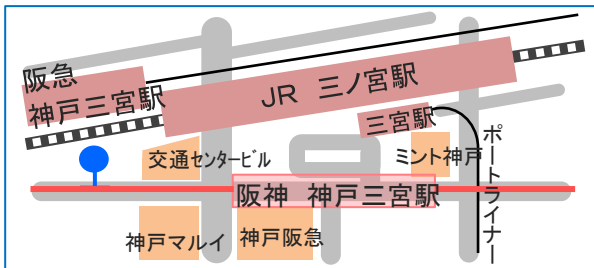 阪急
神戸三宮駅
JR 三ノ宮駅
三宮駅
交通センタービル
ミント神戸
ポートライナー
阪神 神戸三宮駅
神戸マルイ
神戸阪急